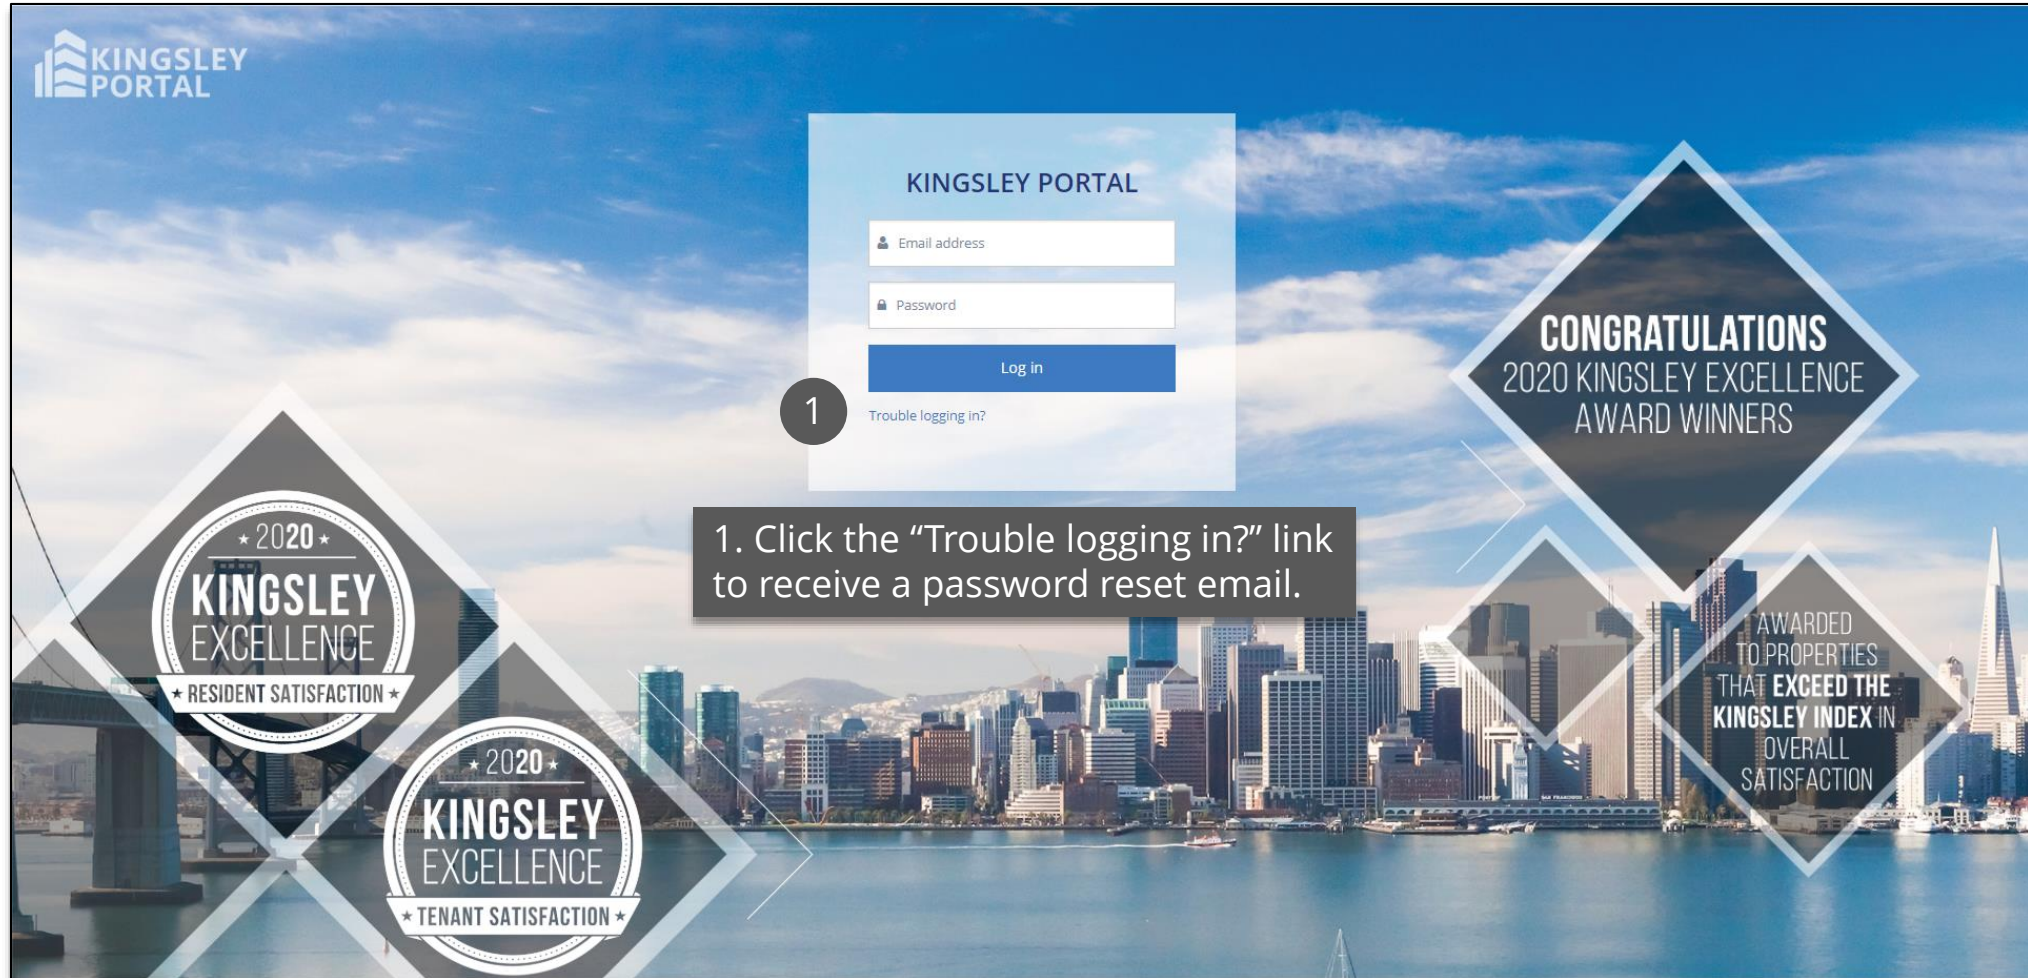 KINGSLEY
PORTAL
KINGSLEY PORTAL
Email address
Password
Log in
1
Trouble logging in?
1. Click the “Trouble logging in?” link
to receive a password reset email.
CONGRATULATIONS
2020 KINGSLEY EXCELLENCE
AWARD WINNERS
2020
KINGSLEY
EXCELLENCE
RESIDENT SATISFACTION
2020
KINGSLEY
EXCELLENCE
TENANT SATISFACTION
AWARDED
TO PROPERTIES
THAT EXCEED THE
KINGSLEY INDEX IN
OVERALL
SATISFACTION